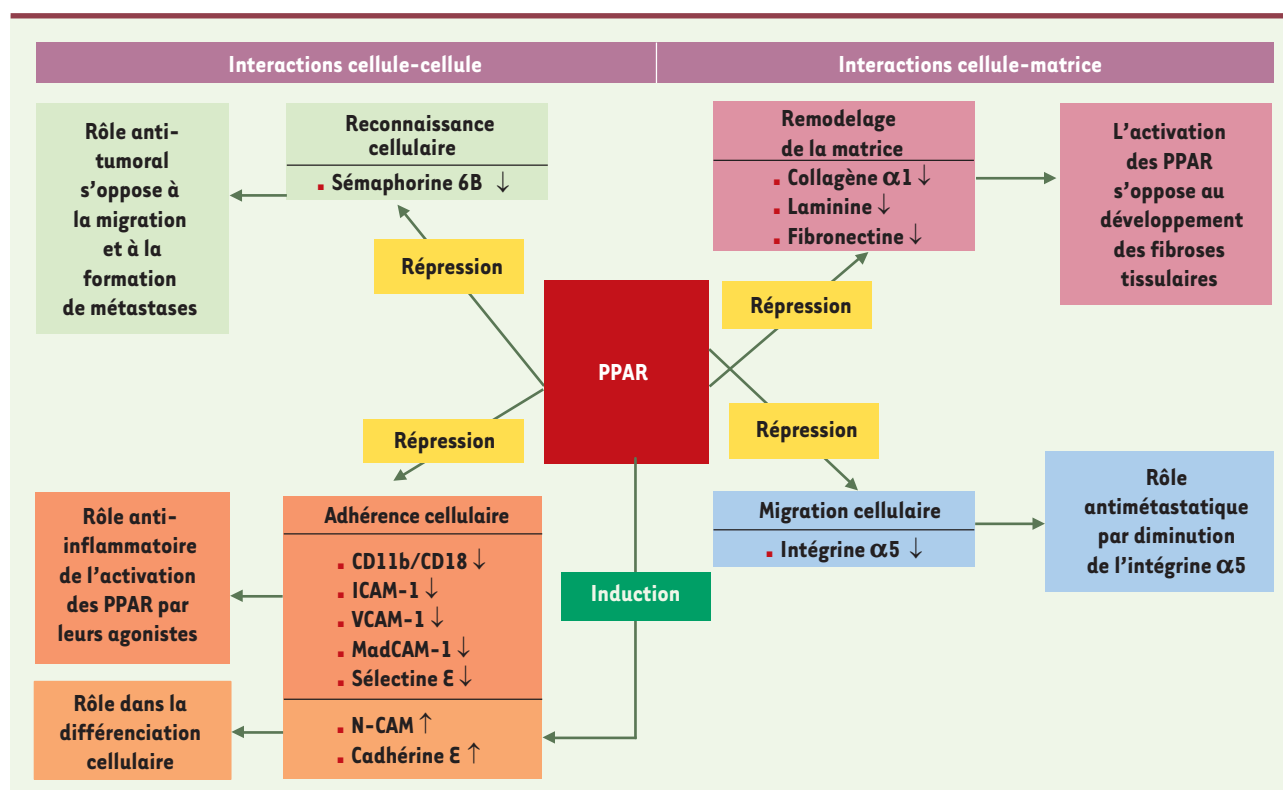 Interactions cellule-cellule
Interactions cellule-matrice
Rôle anti-
tumoral
s'oppose à
la migration
et à la
formation
de métastases
Reconnaissance
cellulaire
▪ Sémaphorine 6B ↓
Répression
Remodelage
de la matrice
▪ Collagène α1 ↓
▪ Laminine ↓
▪ Fibronectine ↓
L'activation
des PPAR
s'oppose au
développement
des fibroses
tissulaires
Répression
PPAR
Répression
Répression
Rôle anti-
inflammatoire
de l'activation
des PPAR par
leurs agonistes
Adhérence cellulaire
▪ CD11b/CD18 ↓
▪ ICAM-1 ↓
▪ VCAM-1 ↓
▪ MadCAM-1 ↓
▪ Sélectine E ↓
Induction
Migration cellulaire
▪ Intégrine α5 ↓
Rôle
antimétastatique
par diminution
de l'intégrine α5
Rôle dans la
différenciation
cellulaire
▪ N-CAM ↑
▪ Cadhérine E ↑